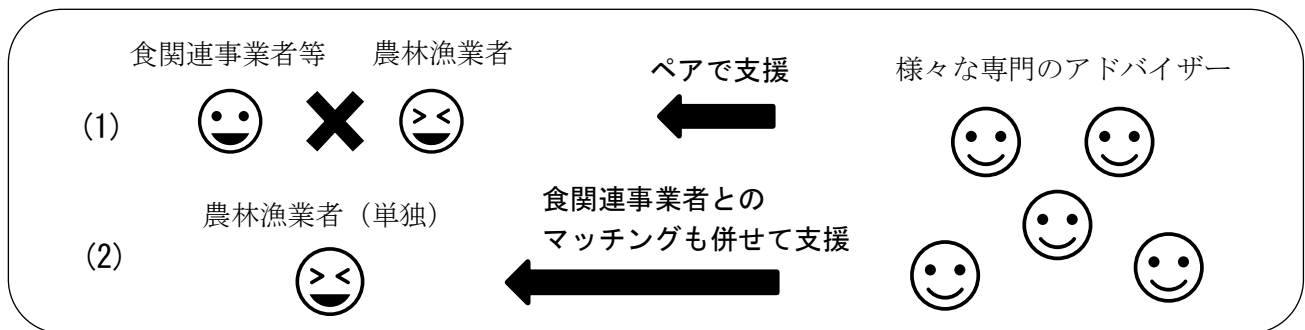 食関連事業者等
農林漁業者
ペアで支援
様々な専門のアドバイザー
(1)
農林漁業者（単独）
食関連事業者との
マッチングも併せて支援
(2)